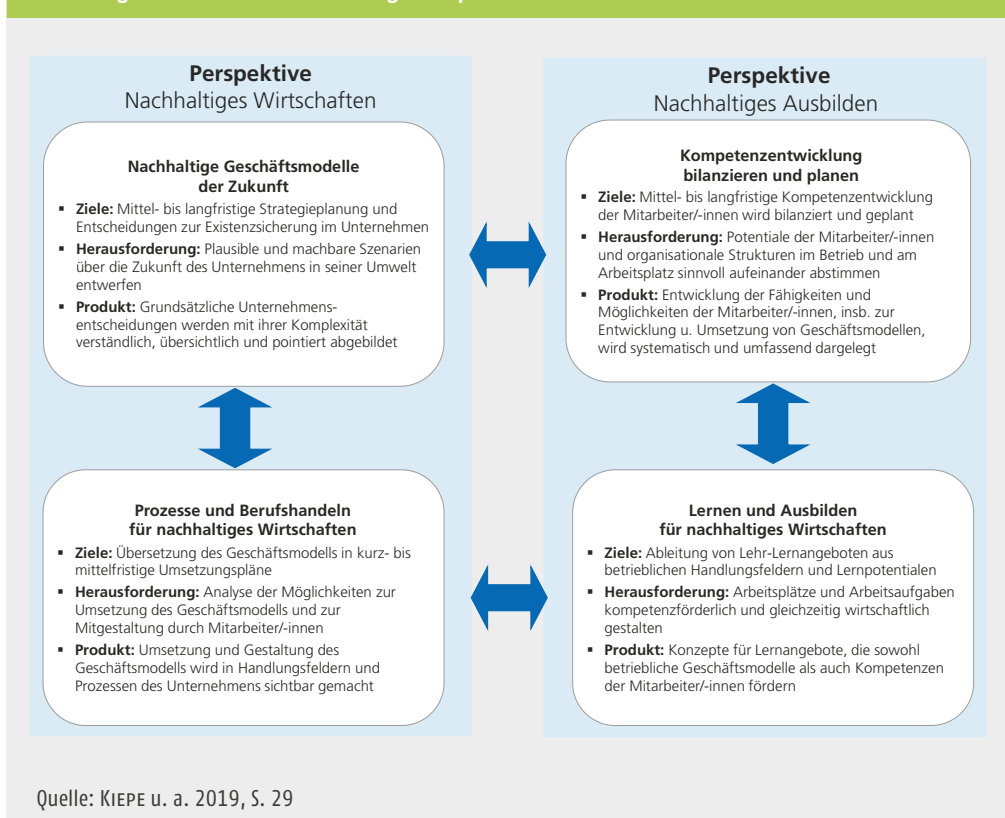 Perspektive
Nachhaltiges Wirtschaften
Nachhaltige Geschäftsmodelle
der Zukunft
▪ Ziele: Mittel- bis langfristige Strategieplanung und
Entscheidungen zur Existenzsicherung im Unternehmen
▪ Herausforderung: Plausible und machbare Szenarien
über die Zukunft des Unternehmens in seiner Umwelt
entwerfen
▪ Produkt: Grundsätzliche Unternehmens-
entscheidungen werden mit ihrer Komplexität
verständlich, übersichtlich und pointiert abgebildet
Prozesse und Berufshandeln
für nachhaltiges Wirtschaften
▪ Ziele: Übersetzung des Geschäftsmodells in kurz- bis
mittelfristige Umsetzungspläne
▪ Herausforderung: Analyse der Möglichkeiten zur
Umsetzung des Geschäftsmodells und zur
Mitgestaltung durch Mitarbeiter/-innen
▪ Produkt: Umsetzung und Gestaltung des
Geschäftsmodells wird in Handlungsfeldern und
Prozessen des Unternehmens sichtbar gemacht
Perspektive
Nachhaltiges Ausbilden
Kompetenzentwicklung
bilanzieren und planen
▪ Ziele: Mittel- bis langfristige Kompetenzentwicklung
der Mitarbeiter/-innen wird bilanziert und geplant
▪ Herausforderung: Potentiale der Mitarbeiter/-innen
und organisationale Strukturen im Betrieb und am
Arbeitsplatz sinnvoll aufeinander abstimmen
▪ Produkt: Entwicklung der Fähigkeiten und
Möglichkeiten der Mitarbeiter/-innen, insb. zur
Entwicklung u. Umsetzung von Geschäftsmodellen,
wird systematisch und umfassend dargelegt
Lernen und Ausbilden
für nachhaltiges Wirtschaften
▪ Ziele: Ableitung von Lehr-Lernangeboten aus
betrieblichen Handlungsfeldern und Lernpotentialen
▪ Herausforderung: Arbeitsplätze und Arbeitsaufgaben
kompetenzförderlich und gleichzeitig wirtschaftlich
gestalten
▪ Produkt: Konzepte für Lernangebote, die sowohl
betriebliche Geschäftsmodelle als auch Kompetenzen
der Mitarbeiter/-innen fördern
Quelle: KIEPE u. a. 2019, S. 29